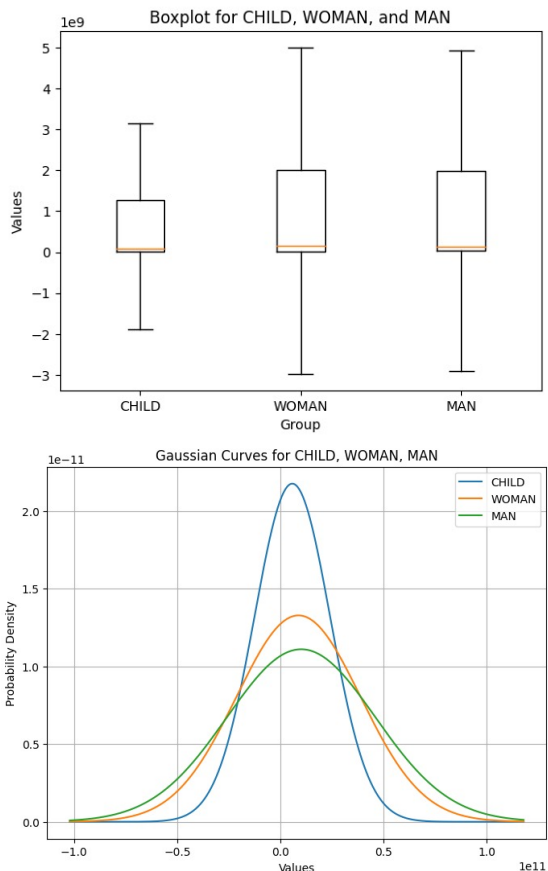 Boxplot for CHILD, WOMAN, and MAN
1e9
5
4
3
2
1
0
−1
−2
−3
Values
CHILD WOMAN MAN
Group
Gaussian Curves for CHILD, WOMAN, MAN
1e−11
CHILD
WOMAN
MAN
2.0
1.5
1.0
0.5
0.0
Probability Density
−1.0 −0.5 0.0 0.5 1.0
Values
1e11